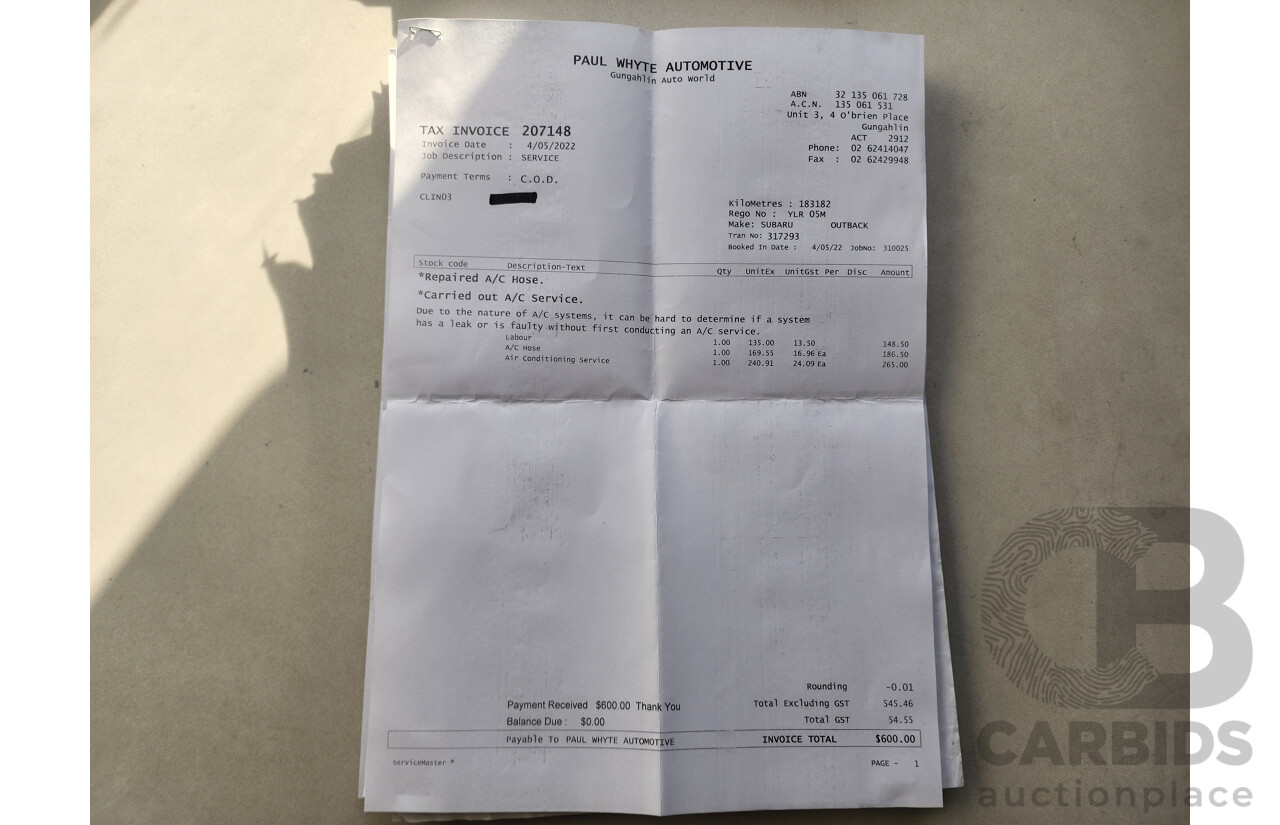 PAUL WHYTE AUTOMOTIVE
Gungahlin Auto World
ABN 32 135 061 728
A.C.N. 135 061 531
Unit 3, 4 O'brien Place
Gungahlin
ACT 2912
Phone: 02 62414047
Fax : 02 62429948
TAX INVOICE 207148
Invoice Date : 4/05/2022
Job Description : SERVICE
Payment Terms : C.O.D.
CLIN03
KiloMetres : 183182
Rego No : YLR 05M
Make: SUBARU OUTBACK
Tran No: 317293
Booked In Date : 4/05/22 JobNo: 310025
Stock code Description-Text Qty UnitEx UnitGst Per Disc Amount
*Repaired A/C Hose.
*Carried out A/C Service.
Due to the nature of A/C systems, it can be hard to determine if a system
has a leak or is faulty without first conducting an A/C service.
Labour 1.00 135.00 13.50 148.50
A/C Hose 1.00 169.55 16.96 Ea 186.50
Air Conditioning Service 1.00 240.91 24.09 Ea 265.00
Rounding -0.01
Payment Received $600.00 Thank You Total Excluding GST 545.46
Balance Due : $0.00 Total GST 54.55
Payable To PAUL WHYTE AUTOMOTIVE INVOICE TOTAL $600.00
ServiceMaster * PAGE - 1
CB
CARBIDS
auctionplace